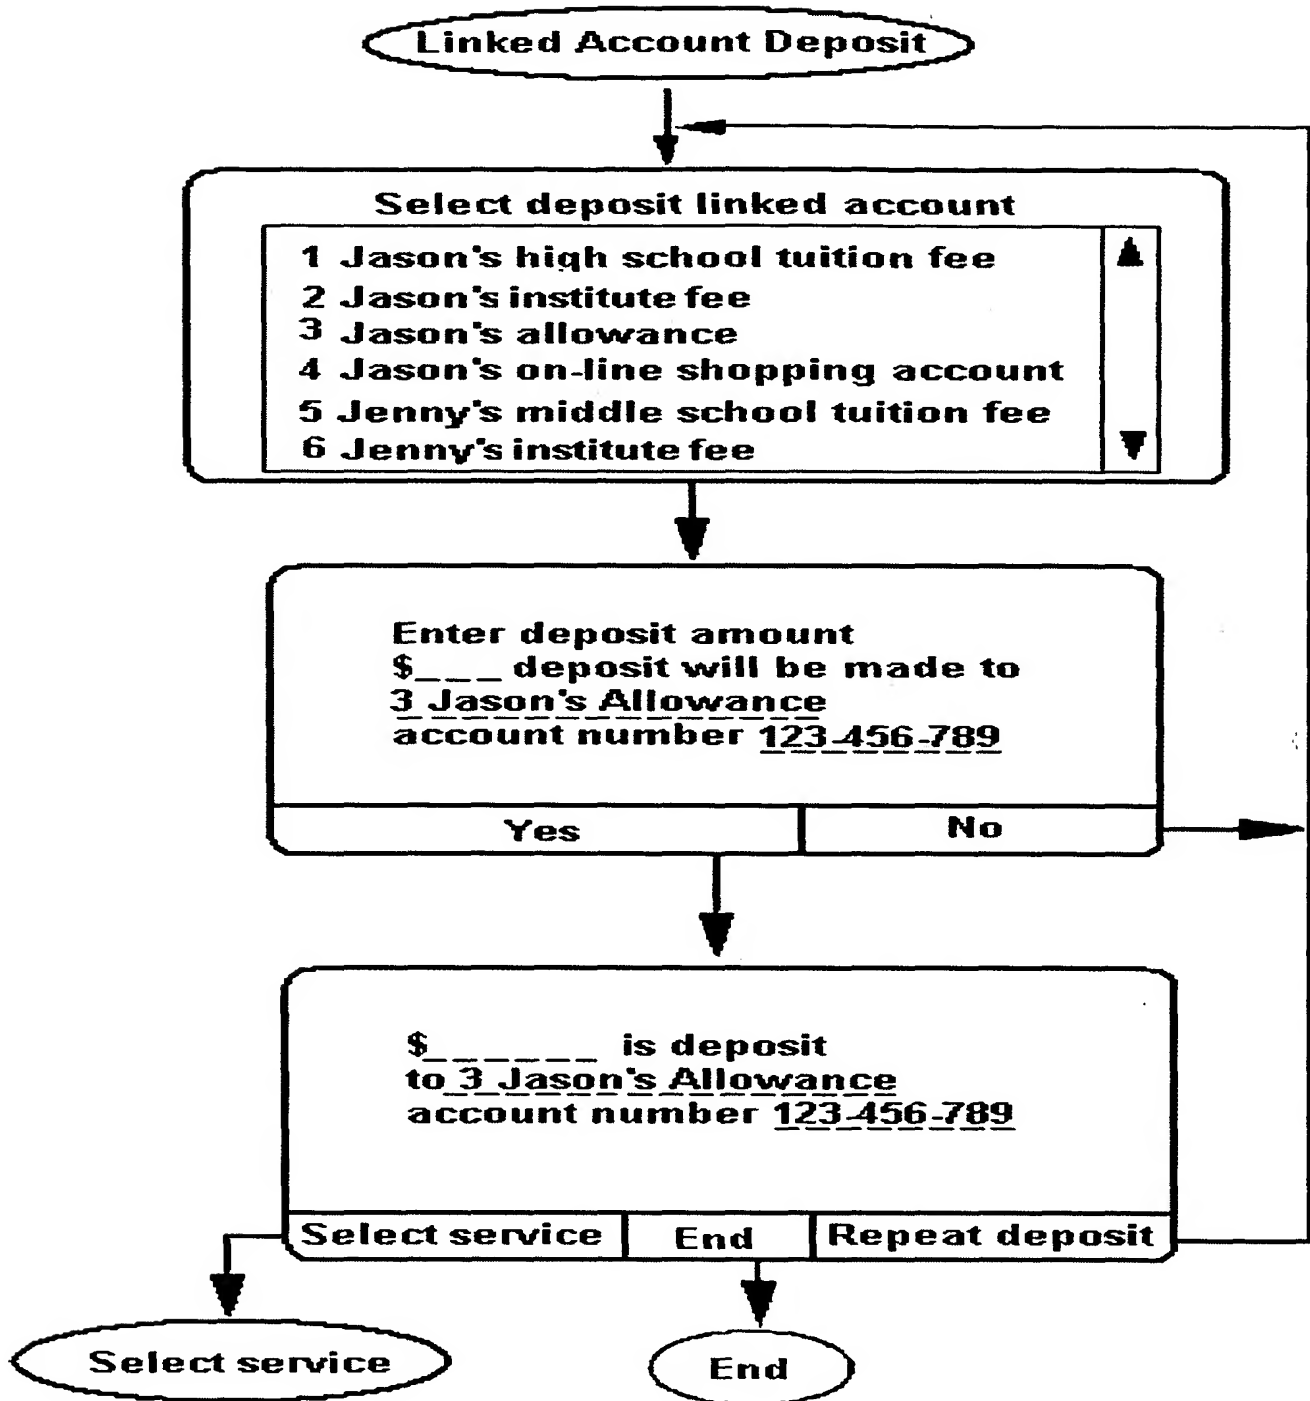 Linked Account Deposit
Select deposit linked account
1 Jason's high school tuition fee
2 Jason's institute fee
3 Jason's allowance
4 Jason's on-line shopping account
5 Jenny's middle school tuition fee
6 Jenny's institute fee
Enter deposit amount
$_ _ _ deposit will be made to
3 Jason's Allowance
account number 123-456-789
Yes No
$_ _ _ _ _ _ is deposit
to 3 Jason's Allowance
account number 123-456-789
Select service End Repeat deposit
Select service
End